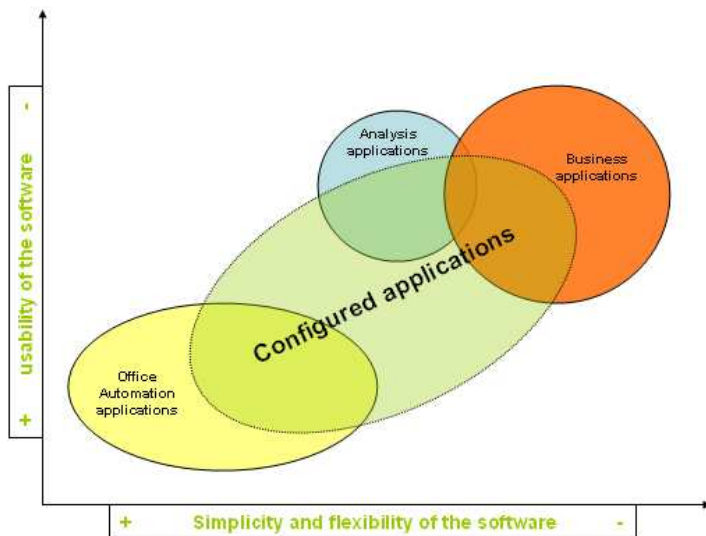 -
usability of the software
+
Analysis
applications
Business
applications
Configured applications
Office
Automation
applications
+ Simplicity and flexibility of the software -